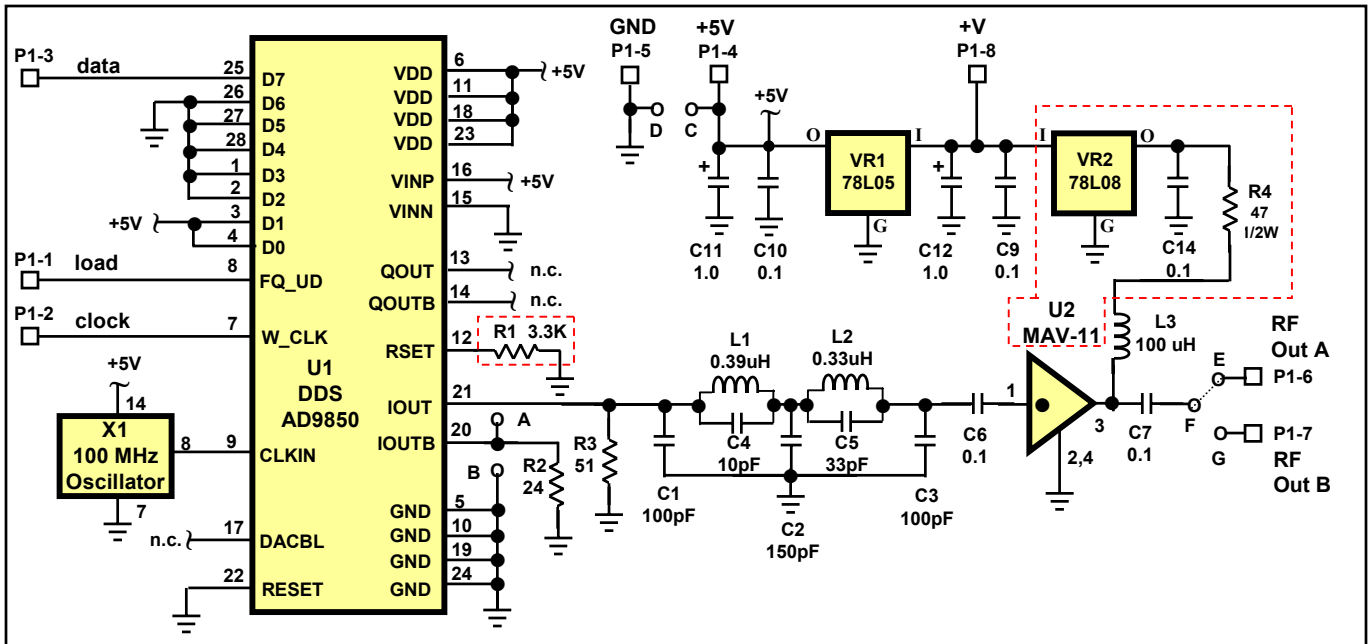 GND
P1-5
+5V
P1-4
+V
P1-8
P1-3
data
25
D7
26
D6
27
D5
28
D4
1
D3
2
D2
+5V
3
D1
4
D0
P1-1
load
8
FQ_UD
P1-2
clock
7
W_CLK
U1
DDS
AD9850
+5V
14
X1
100 MHz
Oscillator
8
9
CLKIN
7
n.c.
17
DACBL
22
RESET
VDD
6
+5V
VDD
11
VDD
18
VDD
23
VINP
16
+5V
VINN
15
QOUT
13
n.c.
QOUTB
14
n.c.
RSET
12
R1 3.3K
IOUT
21
IOUTB
20
A
B
R2
24
GND
5
GND
10
GND
19
GND
24
D
C
+5V
C11
1.0
+
C10
0.1
O
VR1
78L05
I
G
C12
1.0
+
C9
0.1
I
VR2
78L08
O
G
C14
0.1
R4
47
1/2W
U2
MAV-11
L3
100 uH
R3
51
C1
100pF
L1
0.39uH
C4
10pF
L2
0.33uH
C5
33pF
C2
150pF
C3
100pF
C6
0.1
1
3
2,4
C7
0.1
E
F
G
RF
Out A
P1-6
P1-7
RF
Out B